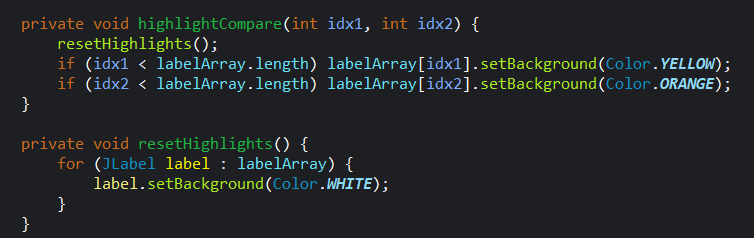 private void highlightCompare(int idx1, int idx2) {
    resetHighlights();
    if (idx1 < labelArray.length) labelArray[idx1].setBackground(Color.YELLOW);
    if (idx2 < labelArray.length) labelArray[idx2].setBackground(Color.ORANGE);
}

private void resetHighlights() {
    for (JLabel label : labelArray) {
        label.setBackground(Color.WHITE);
    }
}